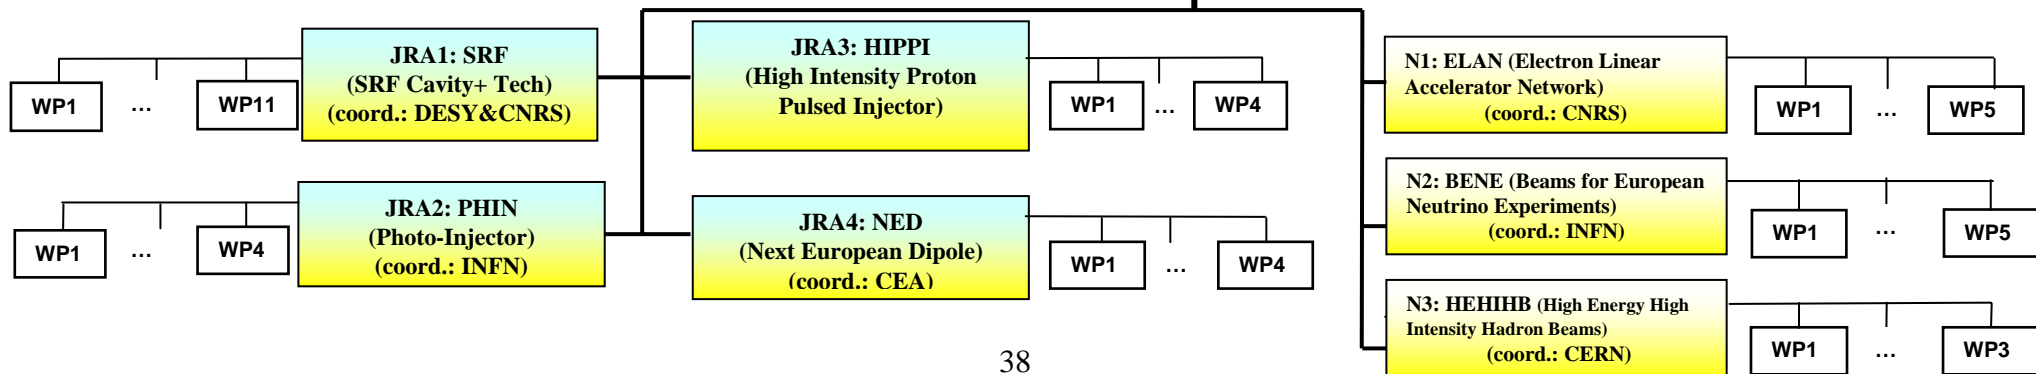 JRA1: SRF
(SRF Cavity+ Tech)
(coord.: DESY&CNRS)
WP1 ... WP11
JRA3: HIPPI
(High Intensity Proton
Pulsed Injector)
WP1 ... WP4
N1: ELAN (Electron Linear
Accelerator Network)
(coord.: CNRS)
WP1 ... WP5
JRA2: PHIN
(Photo-Injector)
(coord.: INFN)
WP1 ... WP4
JRA4: NED
(Next European Dipole)
(coord.: CEA)
WP1 ... WP4
N2: BENE (Beams for European
Neutrino Experiments)
(coord.: INFN)
WP1 ... WP5
N3: HEHIHB (High Energy High
Intensity Hadron Beams)
(coord.: CERN)
WP1 ... WP3
38